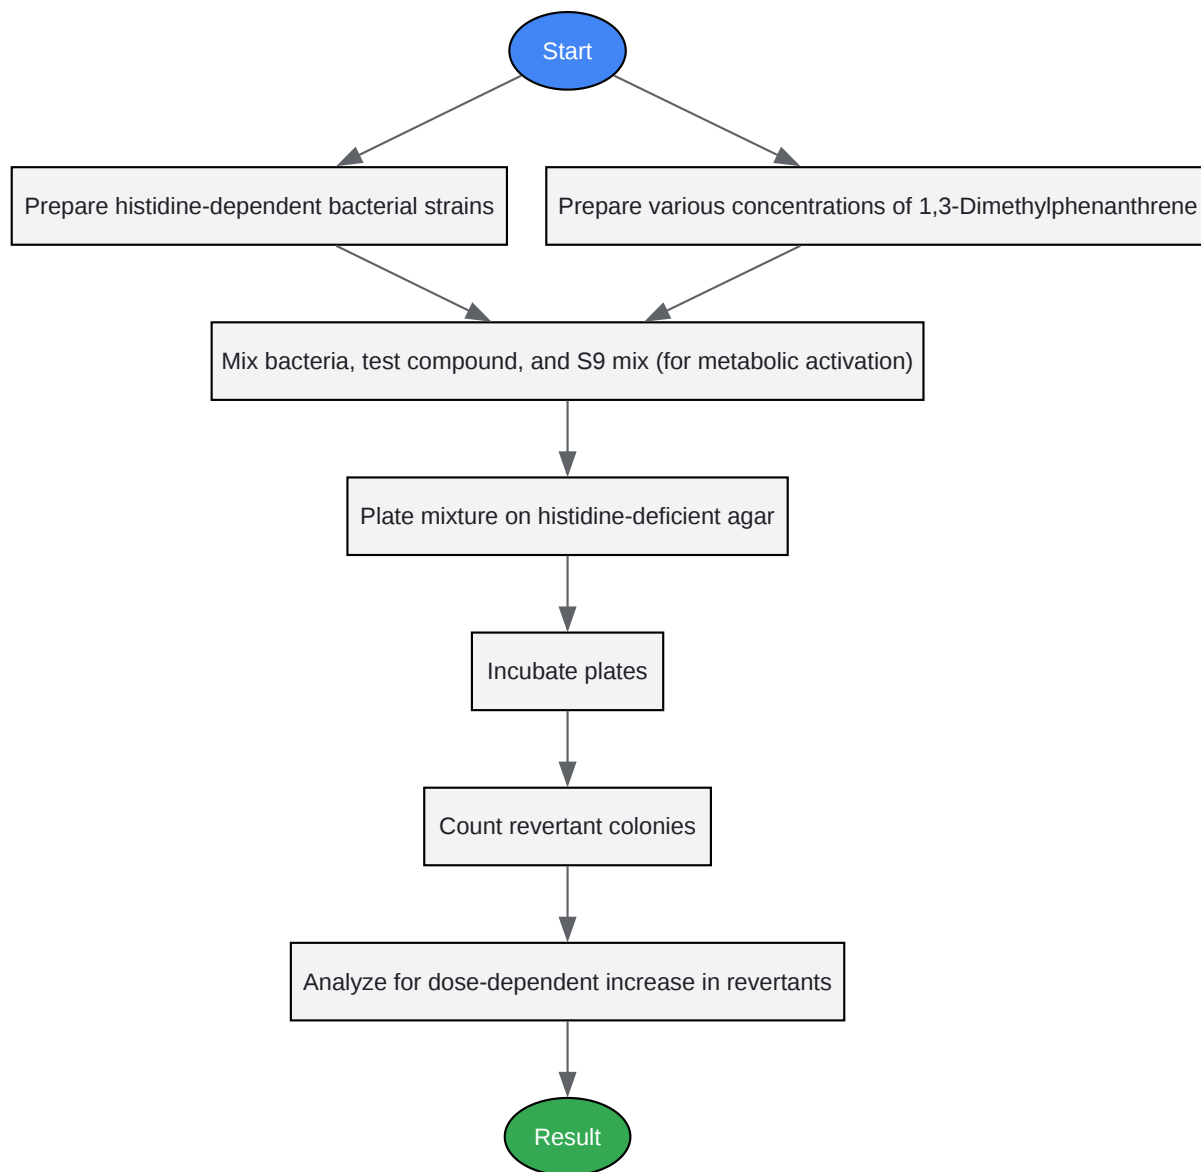 Start
Prepare histidine-dependent bacterial strains
Prepare various concentrations of 1,3-Dimethylphenanthrene
Mix bacteria, test compound, and S9 mix (for metabolic activation)
Plate mixture on histidine-deficient agar
Incubate plates
Count revertant colonies
Analyze for dose-dependent increase in revertants
Result